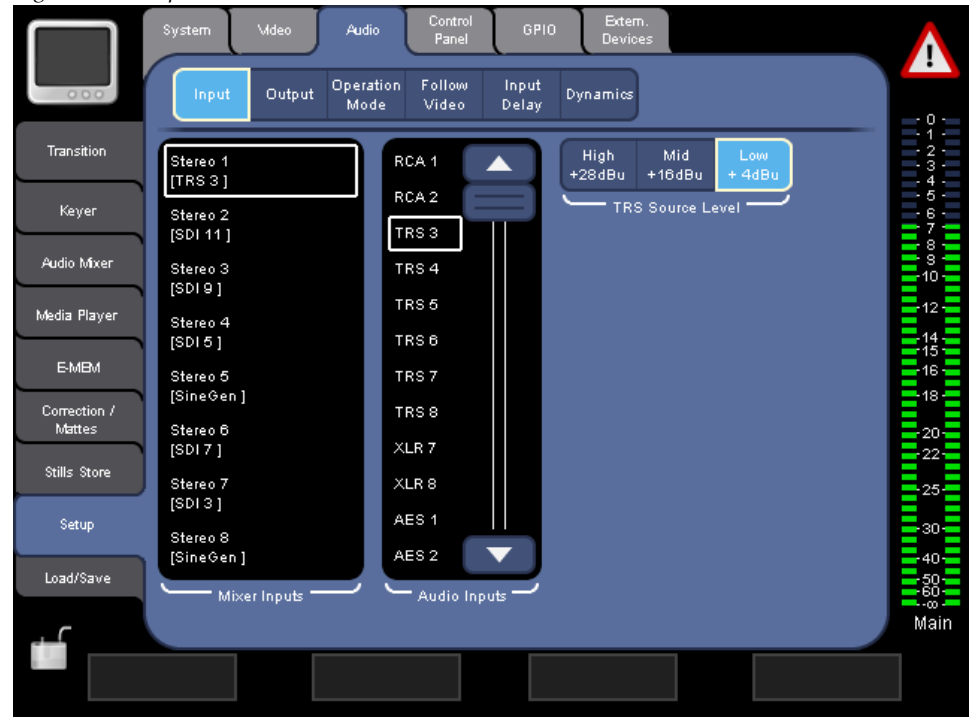 System
Video
Audio
Control
Panel
GPIO
Extern.
Devices
Input
Output
Operation
Mode
Follow
Video
Input
Delay
Dynamics
Transition
Keyer
Audio Mixer
Media Player
E-MEM
Correction /
Mattes
Stills Store
Setup
Load/Save
Stereo 1
[TRS 3 ]
Stereo 2
[SDI 11 ]
Stereo 3
[SDI 9 ]
Stereo 4
[SDI 5 ]
Stereo 5
[SineGen ]
Stereo 6
[SDI 7 ]
Stereo 7
[SDI 3 ]
Stereo 8
[SineGen ]
Mixer Inputs
RCA 1
RCA 2
TRS 3
TRS 4
TRS 5
TRS 6
TRS 7
TRS 8
XLR 7
XLR 8
AES 1
AES 2
Audio Inputs
High
+28dBu
Mid
+16dBu
Low
+ 4dBu
TRS Source Level
- 0 -
- 1 -
- 2 -
- 3 -
- 4 -
- 5 -
- 6 -
- 7 -
- 8 -
- 9 -
-10-
-12-
-14-
-15-
-16-
-18-
-20-
-22-
-25-
-30-
-40-
-50-
-60-
-∞-
Main